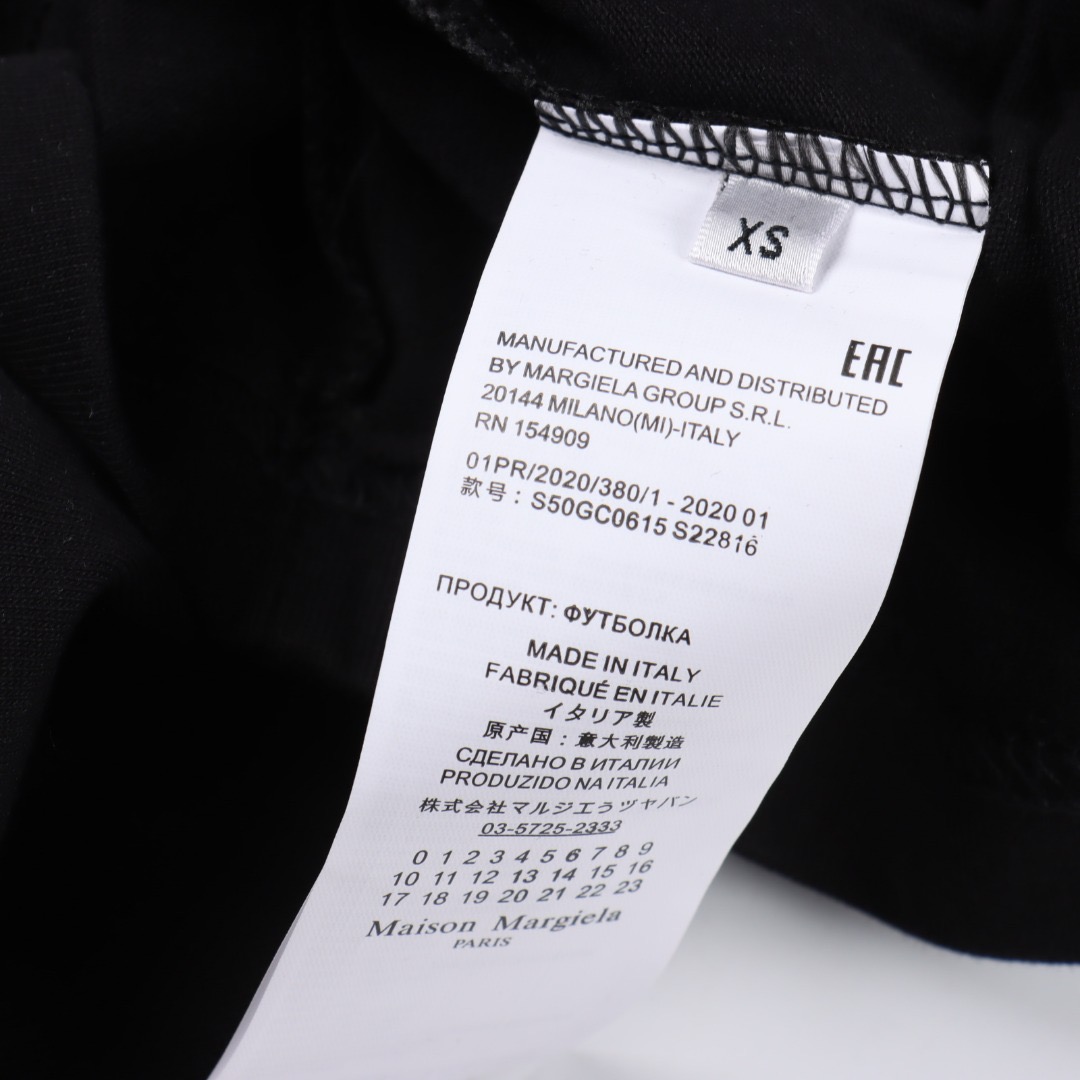 XS
EAC
MANUFACTURED AND DISTRIBUTED
BY MARGIELA GROUP S.R.L.
20144 MILANO(MI)-ITALY
RN 154909
01PR/2020/380/1 - 2020 01
款号：S50GC0615 S22816
ПРОДУКТ: ФУТБОЛКА
MADE IN ITALY
FABRIQUÉ EN ITALIE
イタリア製
原产国：意大利製造
СДЕЛАНО В ИТАЛИИ
PRODUZIDO NA ITALIA
株式会社マルジエラヅヤバン
03-5725-2333
0 1 2 3 4 5 6 7 8 9
10 11 12 13 14 15 16
17 18 19 20 21 22 23
Maison Margiela
PARIS